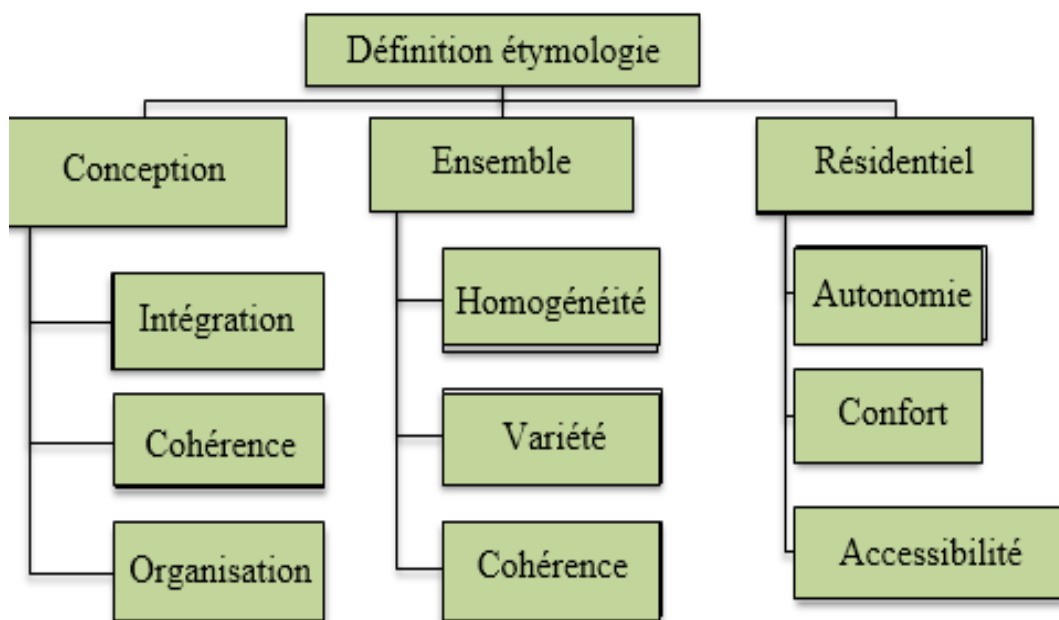 Définition étymologie
Conception
Ensemble
Résidentiel
Intégration
Cohérence
Organisation
Homogénéité
Variété
Cohérence
Autonomie
Confort
Accessibilité